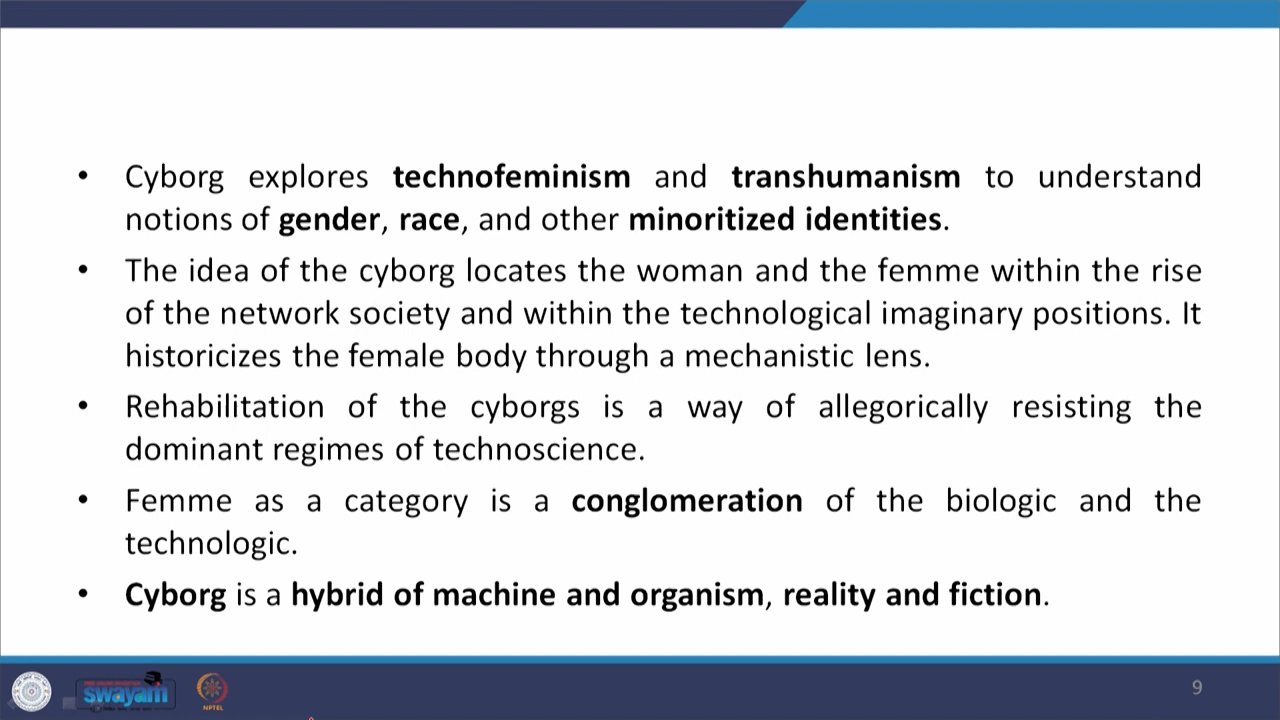 • Cyborg explores technofeminism and transhumanism to understand
notions of gender, race, and other minoritized identities.
• The idea of the cyborg locates the woman and the femme within the rise
of the network society and within the technological imaginary positions. It
historicizes the female body through a mechanistic lens.
• Rehabilitation of the cyborgs is a way of allegorically resisting the
dominant regimes of technoscience.
• Femme as a category is a conglomeration of the biologic and the
technologic.
• Cyborg is a hybrid of machine and organism, reality and fiction.
swayam
NPTEL
9